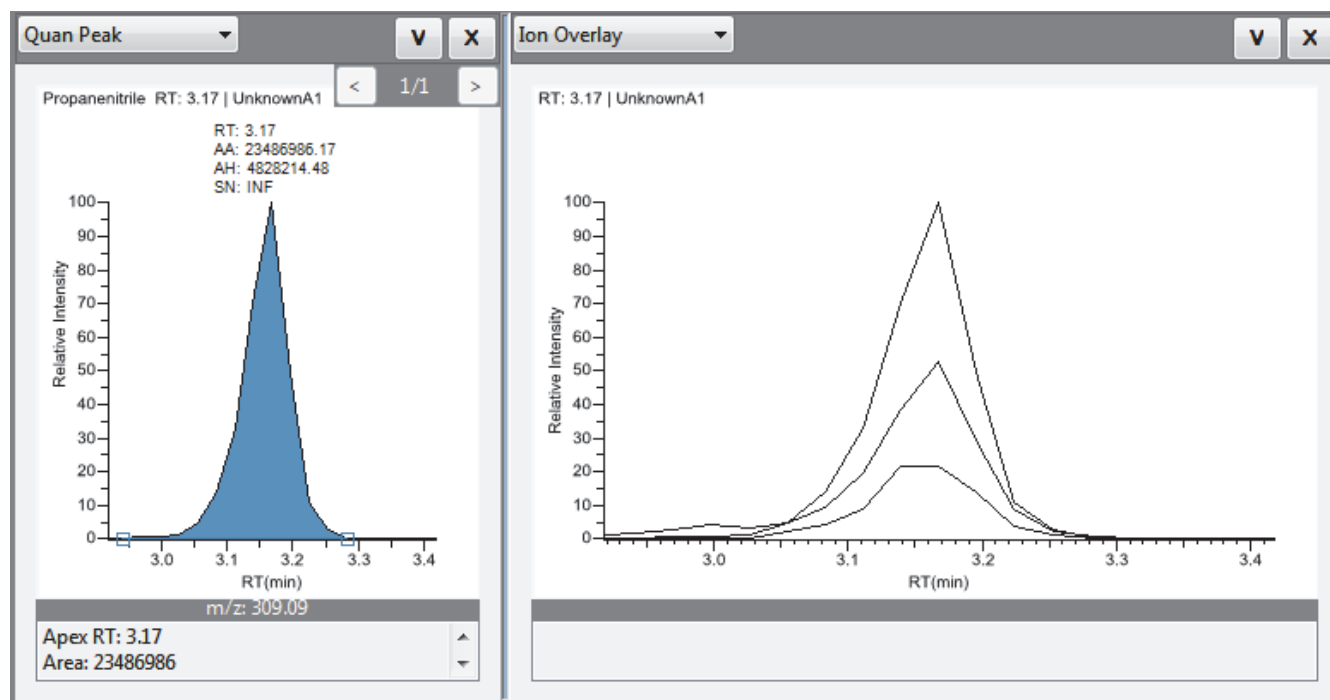 Quan Peak
V
X
<
1/1
>
Propanenitrile RT: 3.17 | UnknownA1
RT: 3.17
AA: 23486986.17
AH: 4828214.48
SN: INF
100
90
80
70
60
50
40
30
20
10
0
Relative Intensity
3.0 3.1 3.2 3.3 3.4
RT(min)
m/z: 309.09
Apex RT: 3.17
Area: 23486986
Ion Overlay
V
X
RT: 3.17 | UnknownA1
100
90
80
70
60
50
40
30
20
10
0
Relative Intensity
3.0 3.1 3.2 3.3 3.4
RT(min)